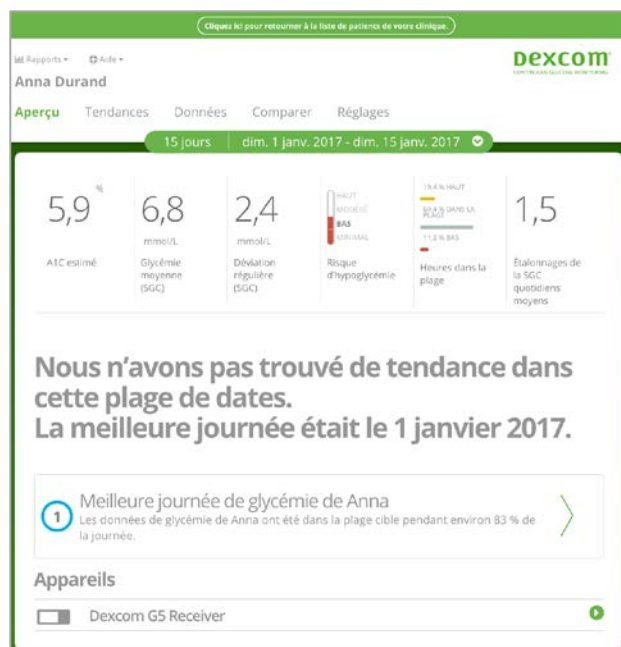 Cliquez ici pour retourner à la liste de patients de votre clinique.
Rapports
Aide
Dexcom
CONTINUOUS GLUCOSE MONITORING
Anna Durand
Aperçu Tendances Données Comparer Réglages
15 jours dim. 1 janv. 2017 - dim. 15 janv. 2017
5,9 %
A1C estimé
6,8
mmol/L
Glycémie
moyenne
(SGC)
2,4
mmol/L
Déviation
régulière
(SGC)
HAUT
MODÉRÉ
BAS
MINIMAL
Risque
d'hypoglycémie
19,4 % HAUT
69,4 % DANS LA
PLAGE
11,2 % BAS
Heures dans la
plage
1,5
Étalonnages de
la SGC
quotidiens
moyens
Nous n'avons pas trouvé de tendance dans
cette plage de dates.
La meilleure journée était le 1 janvier 2017.
1
Meilleure journée de glycémie de Anna
Les données de glycémie de Anna ont été dans la plage cible pendant environ 83 % de
la journée.
Appareils
Dexcom G5 Receiver